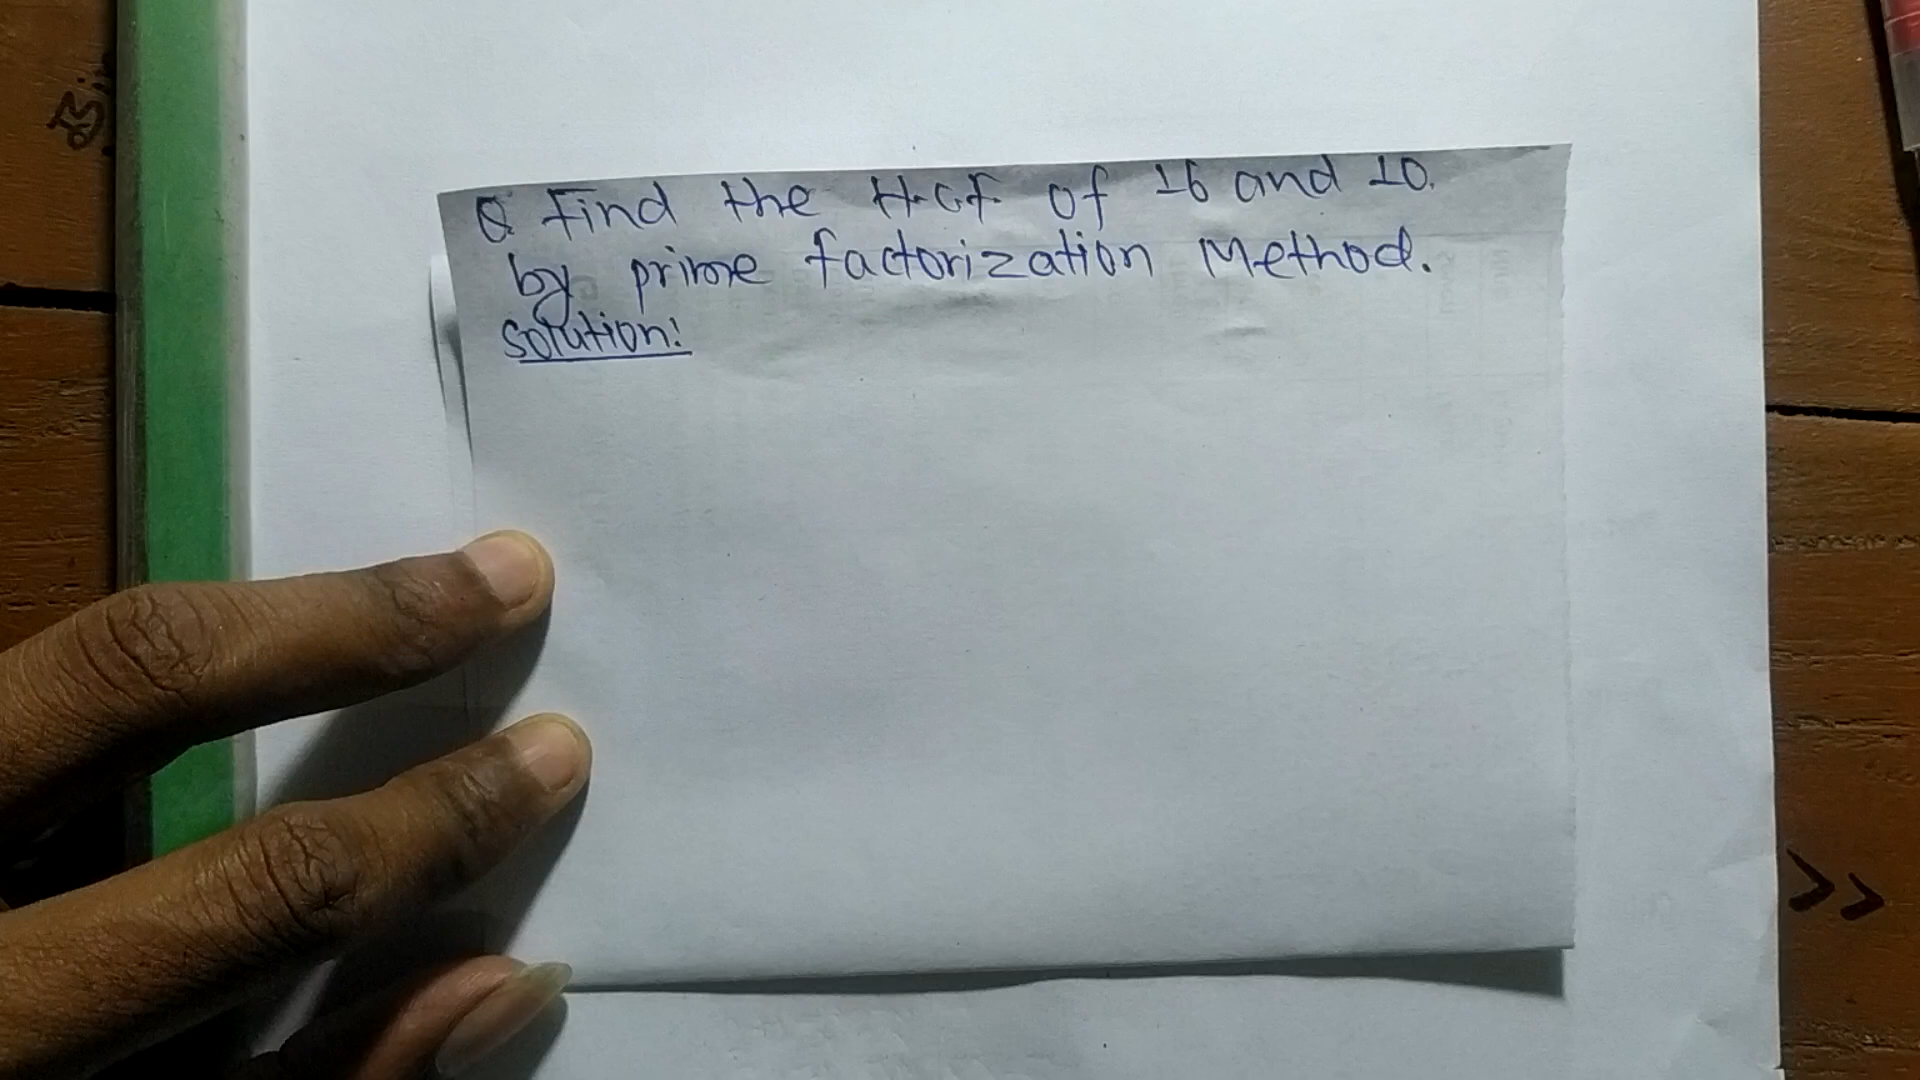 Q Find the H.C.F. of 16 and 10.
by prime factorization Method.
Solution:
>>